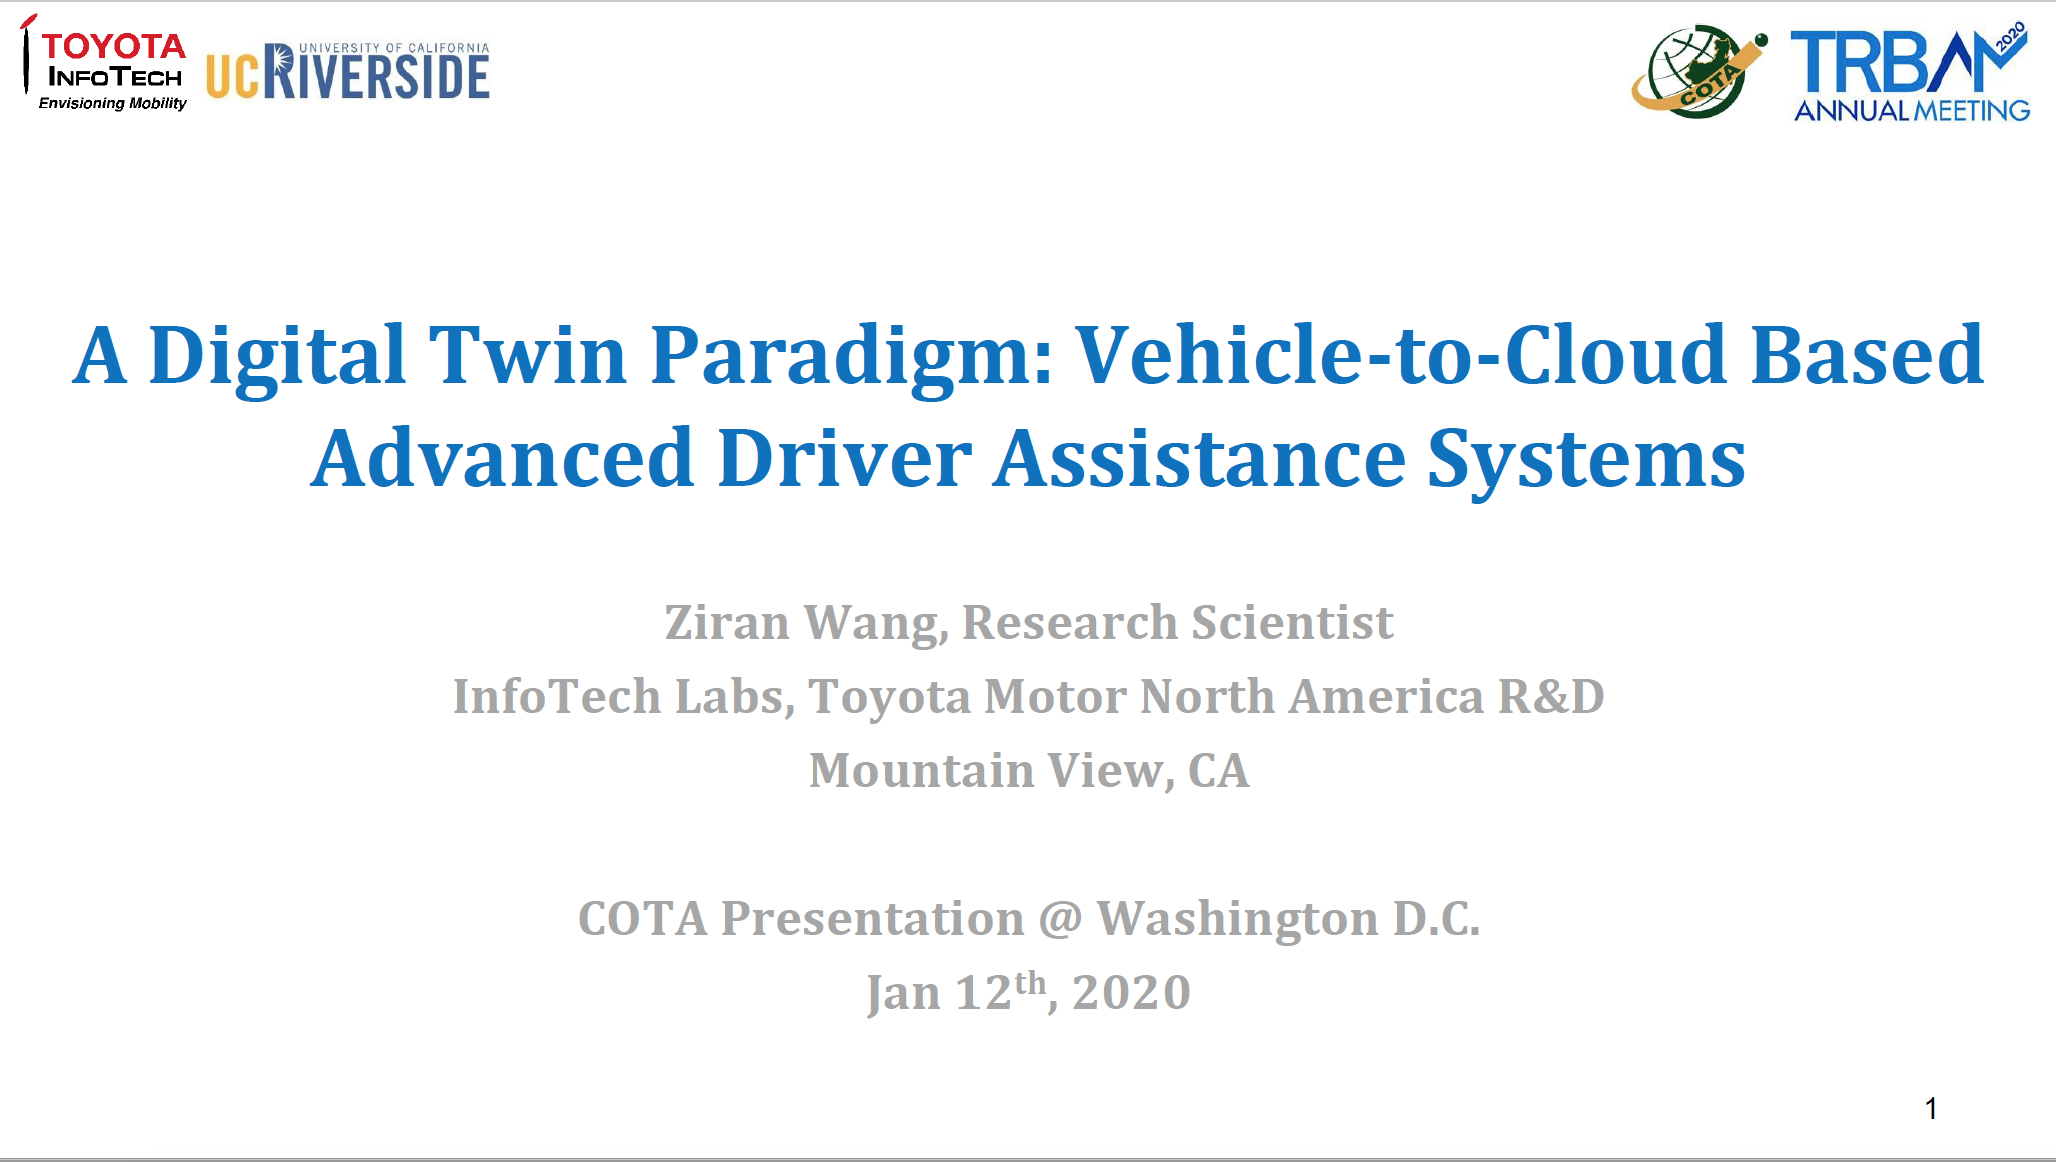 TOYOTA
INFOTECH
Envisioning Mobility
UNIVERSITY OF CALIFORNIA
UCRIVERSIDE
COTA
TRBAM 2020
ANNUAL MEETING
A Digital Twin Paradigm: Vehicle-to-Cloud Based
Advanced Driver Assistance Systems
Ziran Wang, Research Scientist
InfoTech Labs, Toyota Motor North America R&D
Mountain View, CA
COTA Presentation @ Washington D.C.
Jan 12th, 2020
1